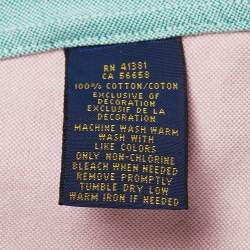 RN 41381
CA 56658
100% COTTON/COTON
EXCLUSIVE OF
DECORATION
EXCLUSIF DE LA
DECORATION
MACHINE WASH WARM
WASH WITH
LIKE COLORS
ONLY NON-CHLORINE
BLEACH WHEN NEEDED
REMOVE PROMPTLY
TUMBLE DRY LOW
WARM IRON IF NEEDED